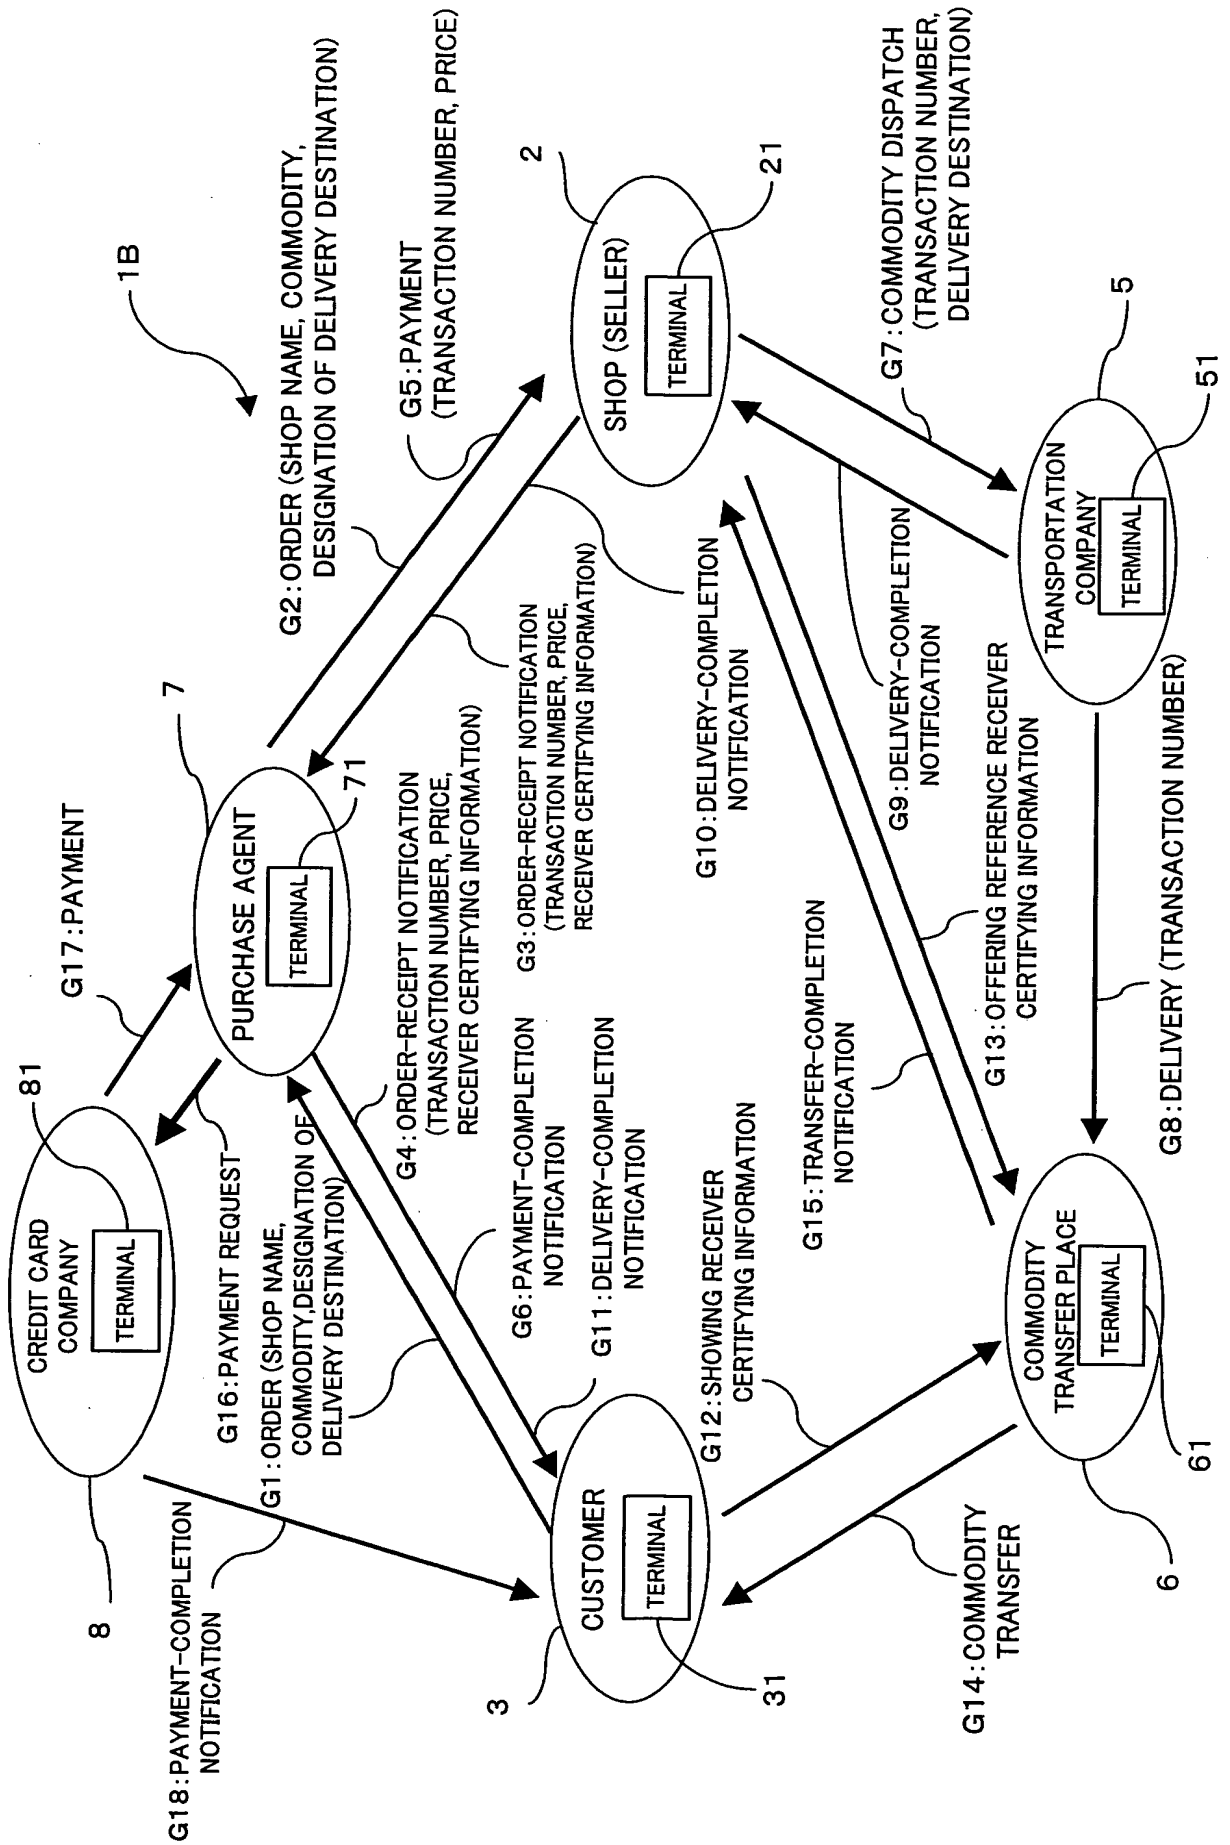 1B
G17:PAYMENT
CREDIT CARD
COMPANY
TERMINAL
81
8
G18:PAYMENT-COMPLETION
NOTIFICATION
G16:PAYMENT REQUEST
PURCHASE AGENT
TERMINAL
7
71
G2:ORDER (SHOP NAME, COMMODITY,
DESIGNATION OF DELIVERY DESTINATION)
G5:PAYMENT
(TRANSACTION NUMBER, PRICE)
G1:ORDER (SHOP NAME,
COMMODITY,DESIGNATION OF
DELIVERY DESTINATION)
G4:ORDER-RECEIPT NOTIFICATION
(TRANSACTION NUMBER, PRICE,
RECEIVER CERTIFYING INFORMATION)
G3:ORDER-RECEIPT NOTIFICATION
(TRANSACTION NUMBER, PRICE,
RECEIVER CERTIFYING INFORMATION)
G6:PAYMENT-COMPLETION
NOTIFICATION
G11:DELIVERY-COMPLETION
NOTIFICATION
G10:DELIVERY-COMPLETION
NOTIFICATION
SHOP (SELLER)
TERMINAL
2
21
CUSTOMER
TERMINAL
3
31
G12:SHOWING RECEIVER
CERTIFYING INFORMATION
G15:TRANSFER-COMPLETION
NOTIFICATION
G9:DELIVERY-COMPLETION
NOTIFICATION
G7:COMMODITY DISPATCH
(TRANSACTION NUMBER,
DELIVERY DESTINATION)
G13:OFFERING REFERENCE RECEIVER
CERTIFYING INFORMATION
G14:COMMODITY
TRANSFER
COMMODITY
TRANSFER PLACE
TERMINAL
6
61
G8:DELIVERY (TRANSACTION NUMBER)
TRANSPORTATION
COMPANY
TERMINAL
5
51